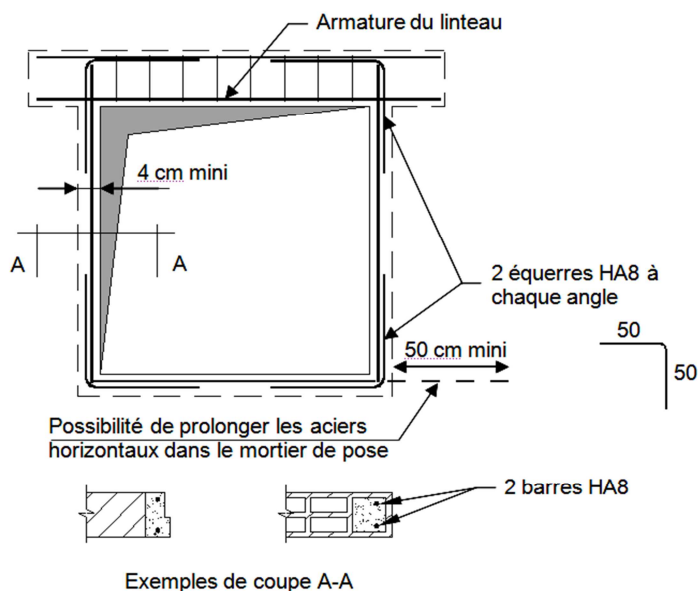 Armature du linteau
4 cm mini
A
A
2 équerres HA8 à
chaque angle
50
50
50 cm mini
Possibilité de prolonger les aciers
horizontaux dans le mortier de pose
2 barres HA8
Exemples de coupe A-A